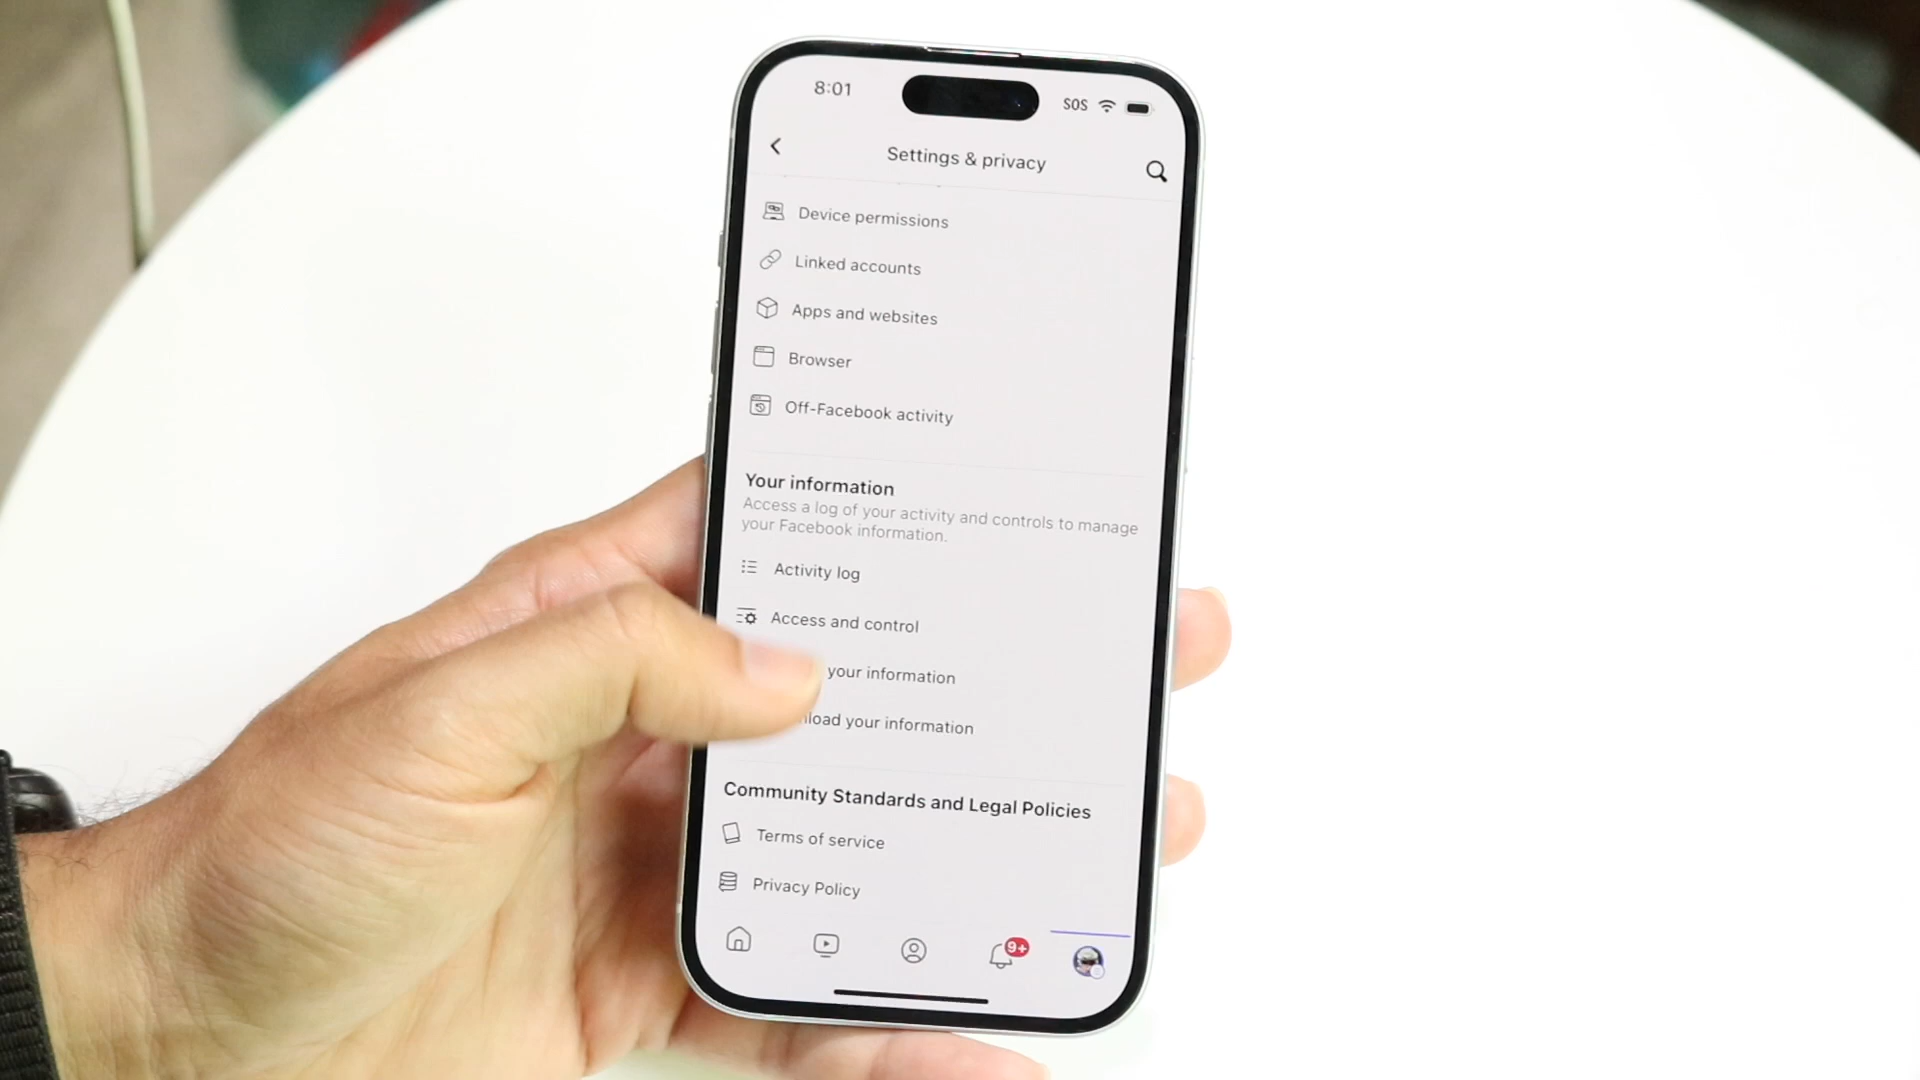 8:01
SOS
Settings & privacy
Device permissions
Linked accounts
Apps and websites
Browser
Off-Facebook activity
Your information
Access a log of your activity and controls to manage
your Facebook information.
Activity log
Access and control
your information
your information
Community Standards and Legal Policies
Terms of service
Privacy Policy
9+